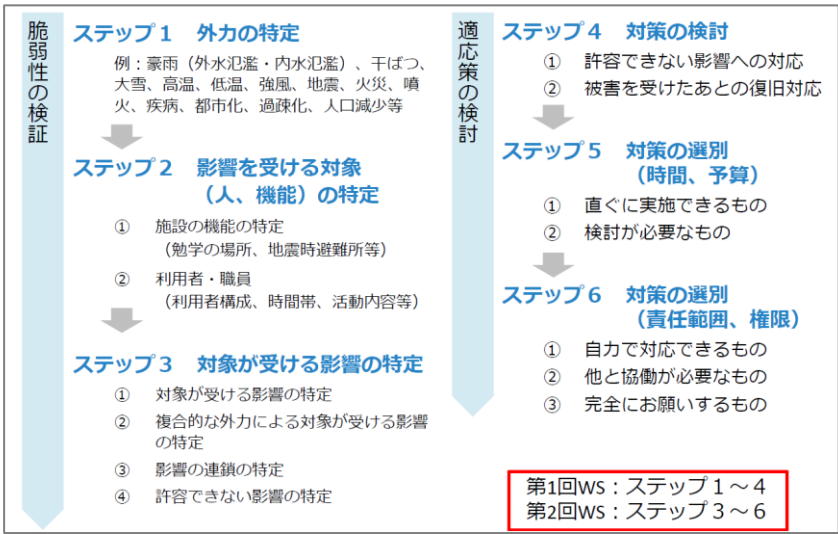 脆弱性の検証
ステップ１　外力の特定
例：豪雨（外水氾濫・内水氾濫）、干ばつ、
大雪、高温、低温、強風、地震、火災、噴
火、疾病、都市化、過疎化、人口減少等
ステップ２　影響を受ける対象
（人、機能）の特定
①　施設の機能の特定
（勉学の場所、地震時避難所等）
②　利用者・職員
（利用者構成、時間帯、活動内容等）
ステップ３　対象が受ける影響の特定
①　対象が受ける影響の特定
②　複合的な外力による対象が受ける影響
の特定
③　影響の連鎖の特定
④　許容できない影響の特定
適応策の検討
ステップ４　対策の検討
①　許容できない影響への対応
②　被害を受けたあとの復旧対応
ステップ５　対策の選別
（時間、予算）
①　直ぐに実施できるもの
②　検討が必要なもの
ステップ６　対策の選別
（責任範囲、権限）
①　自力で対応できるもの
②　他と協働が必要なもの
③　完全にお願いするもの
第1回WS：ステップ１～４
第2回WS：ステップ３～６